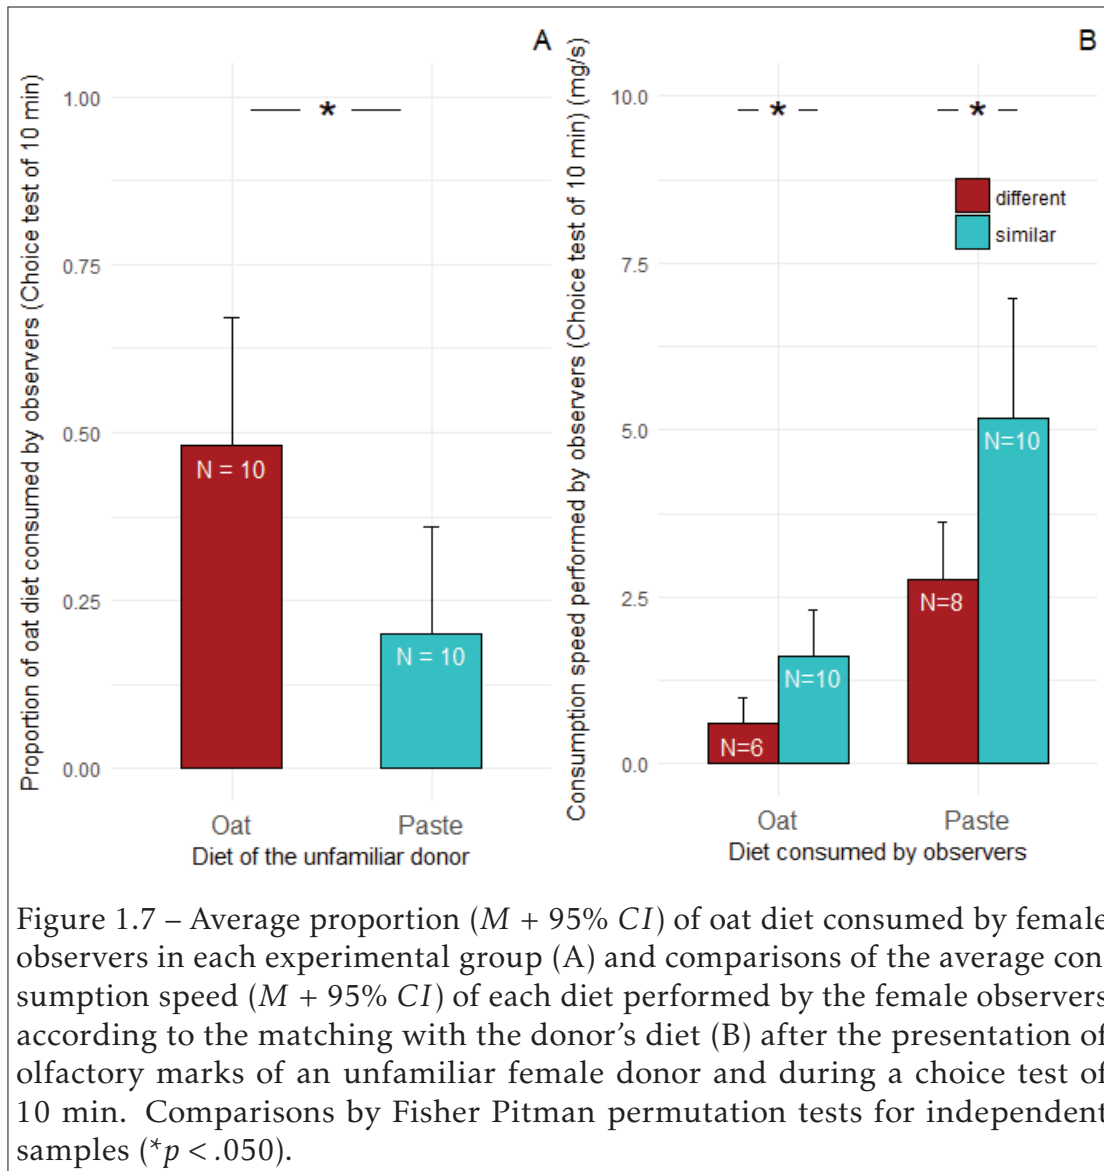 A
Proportion of oat diet consumed by observers (Choice test of 10 min)
1.00
0.75
0.50
0.25
0.00
*
N = 10
N = 10
Oat
Paste
Diet of the unfamiliar donor
B
Consumption speed performed by observers (Choice test of 10 min) (mg/s)
10.0
7.5
5.0
2.5
0.0
*
*
different
similar
N=6
N=10
N=8
N=10
Oat
Paste
Diet consumed by observers
Figure 1.7 – Average proportion (M + 95% CI) of oat diet consumed by female
observers in each experimental group (A) and comparisons of the average con
sumption speed (M + 95% CI) of each diet performed by the female observers
according to the matching with the donor's diet (B) after the presentation of
olfactory marks of an unfamiliar female donor and during a choice test of
10 min. Comparisons by Fisher Pitman permutation tests for independent
samples (*p < .050).